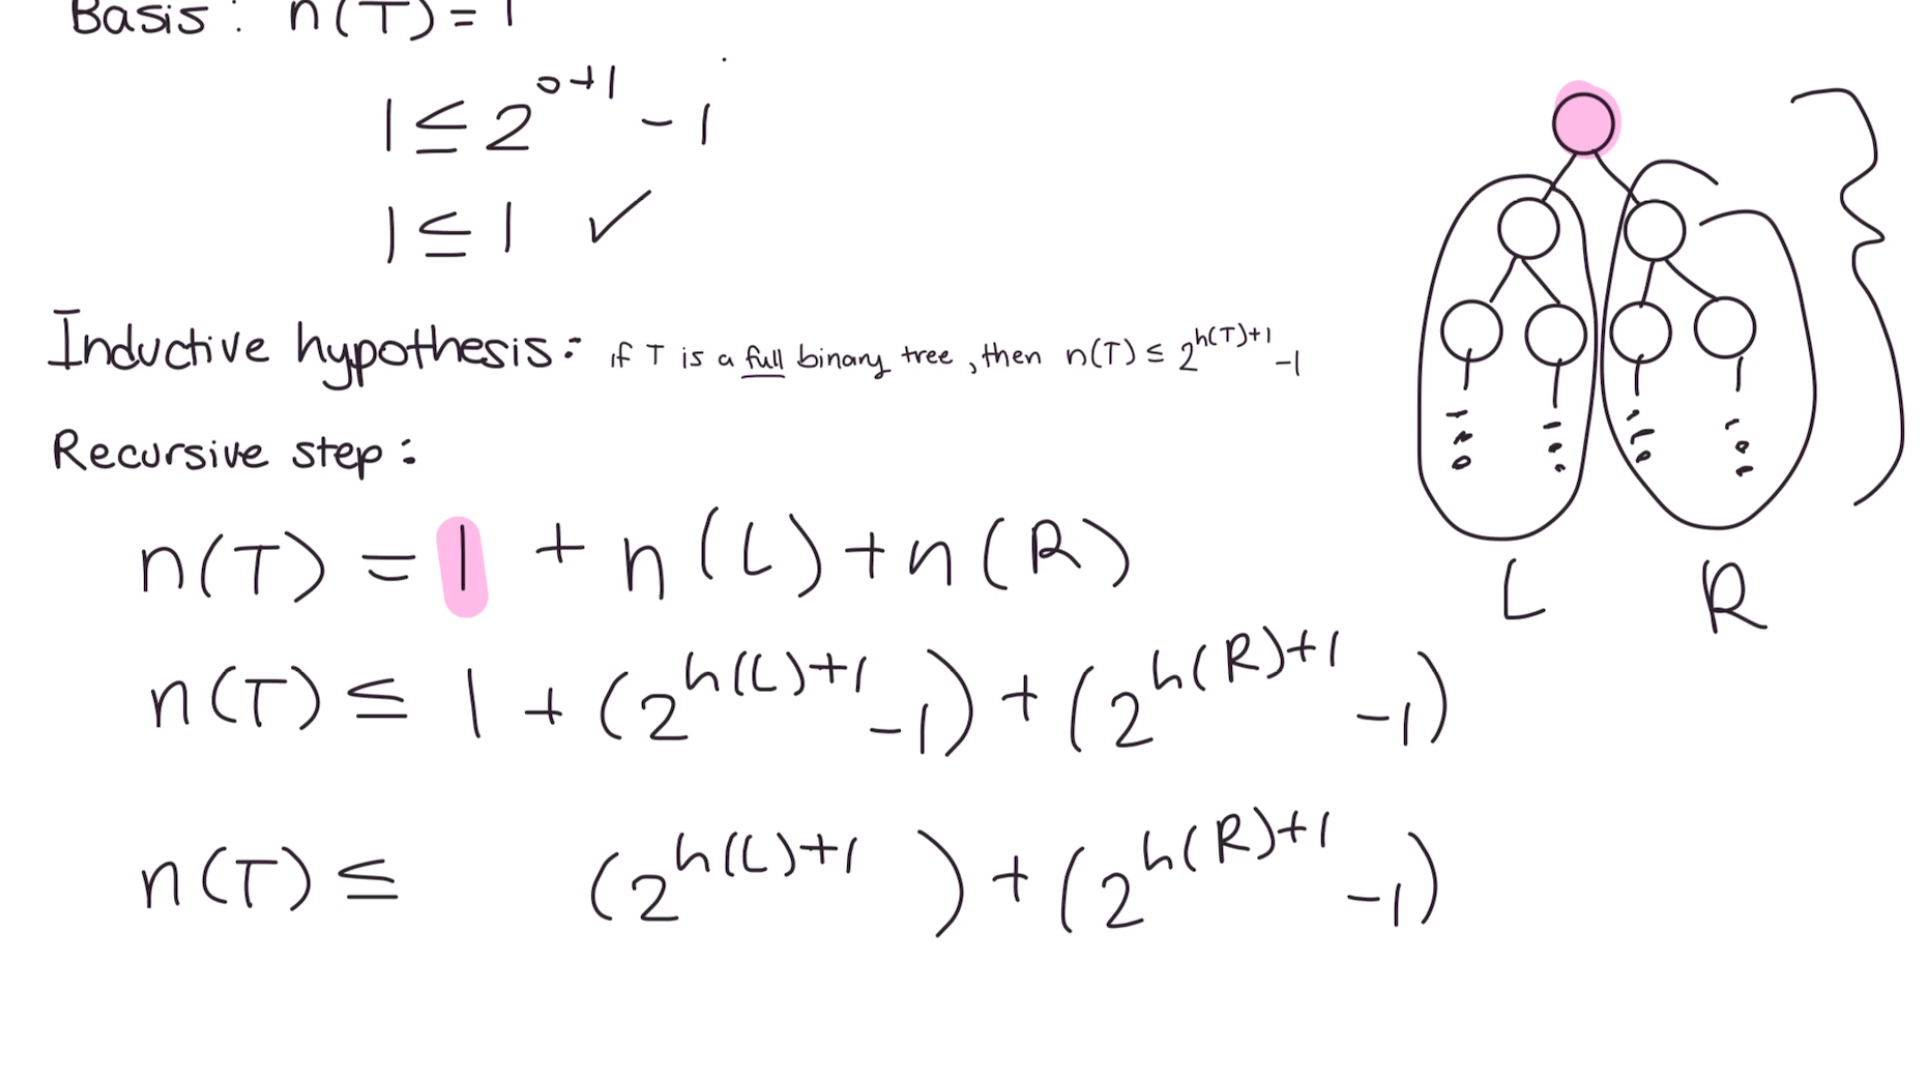 Basis: n(T) = 1
1 ≤ 2^{0+1} - 1
1 ≤ 1 ✓
Inductive hypothesis: if T is a full binary tree, then n(T) ≤ 2^{h(T)+1} -1
Recursive step:
n(T) = 1 + n(L) + n(R)
n(T) ≤ 1 + (2^{h(L)+1} -1) + (2^{h(R)+1} -1)
n(T) ≤ (2^{h(L)+1} ) + (2^{h(R)+1} -1)
L R